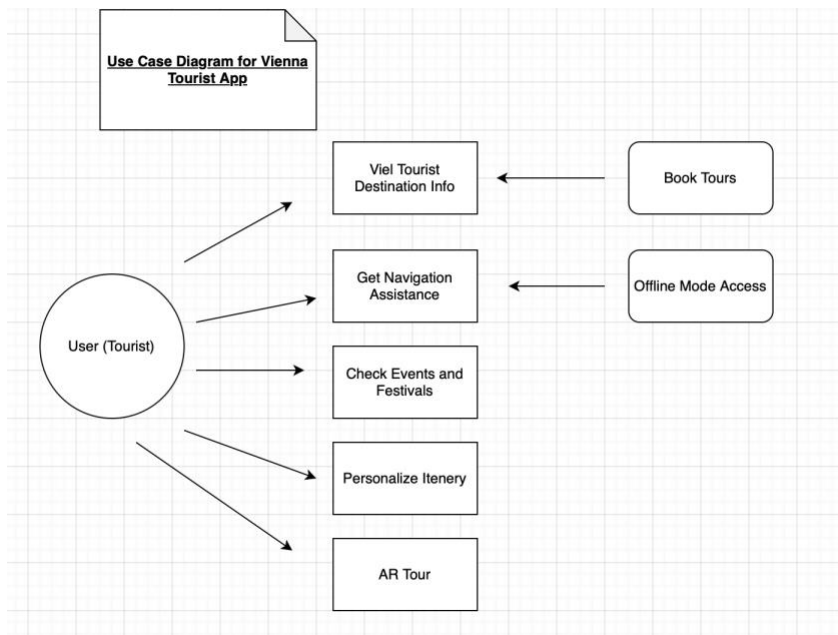 Use Case Diagram for Vienna
Tourist App
Viel Tourist
Destination Info
Book Tours
Get Navigation
Assistance
Offline Mode Access
User (Tourist)
Check Events and
Festivals
Personalize Itenery
AR Tour